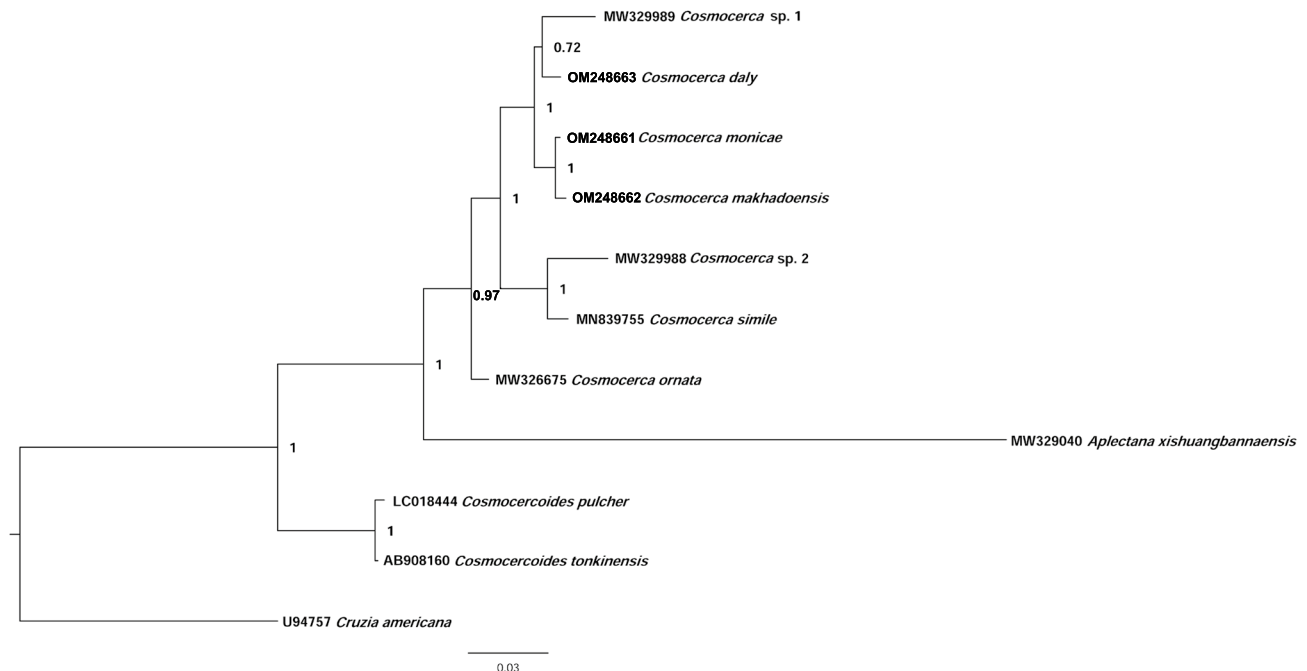 MW329989 Cosmocerca sp. 1
0.72
OM248663 Cosmocerca daly
1
OM248661 Cosmocerca monicae
1
OM248662 Cosmocerca makhadoensis
1
MW329988 Cosmocerca sp. 2
1
0.97
MN839755 Cosmocerca simile
1
MW326675 Cosmocerca ornata
MW329040 Aplectana xishuangbannaensis
1
LC018444 Cosmocercoides pulcher
1
AB908160 Cosmocercoides tonkinensis
U94757 Cruzia americana
0.03